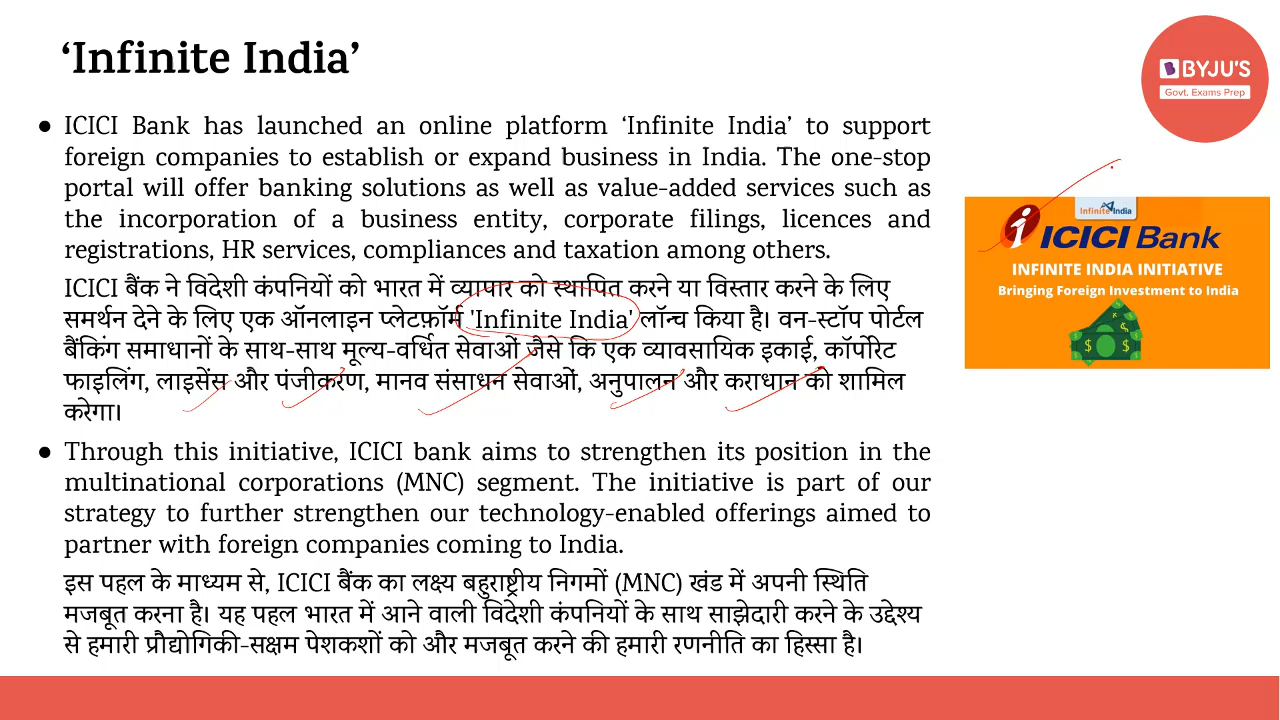 ‘Infinite India’
BYJU'S
Govt. Exams Prep
● ICICI Bank has launched an online platform ‘Infinite India’ to support
foreign companies to establish or expand business in India. The one-stop
portal will offer banking solutions as well as value-added services such as
the incorporation of a business entity, corporate filings, licences and
registrations, HR services, compliances and taxation among others.
ICICI बैंक ने विदेशी कंपनियों को भारत में व्यापार को स्थापित करने या विस्तार करने के लिए
समर्थन देने के लिए एक ऑनलाइन प्लेटफ़ॉर्म 'Infinite India' लॉन्च किया है। वन-स्टॉप पोर्टल
बैंकिंग समाधानों के साथ-साथ मूल्य-वर्धित सेवाओं जैसे कि एक व्यावसायिक इकाई, कॉर्पोरेट
फाइलिंग, लाइसेंस और पंजीकरण, मानव संसाधन सेवाओं, अनुपालन और कराधान को शामिल
करेगा।
● Through this initiative, ICICI bank aims to strengthen its position in the
multinational corporations (MNC) segment. The initiative is part of our
strategy to further strengthen our technology-enabled offerings aimed to
partner with foreign companies coming to India.
इस पहल के माध्यम से, ICICI बैंक का लक्ष्य बहुराष्ट्रीय निगमों (MNC) खंड में अपनी स्थिति
मजबूत करना है। यह पहल भारत में आने वाली विदेशी कंपनियों के साथ साझेदारी करने के उद्देश्य
से हमारी प्रौद्योगिकी-सक्षम पेशकशों को और मजबूत करने की हमारी रणनीति का हिस्सा है।
Infinite India
ICICI Bank
INFINITE INDIA INITIATIVE
Bringing Foreign Investment to India